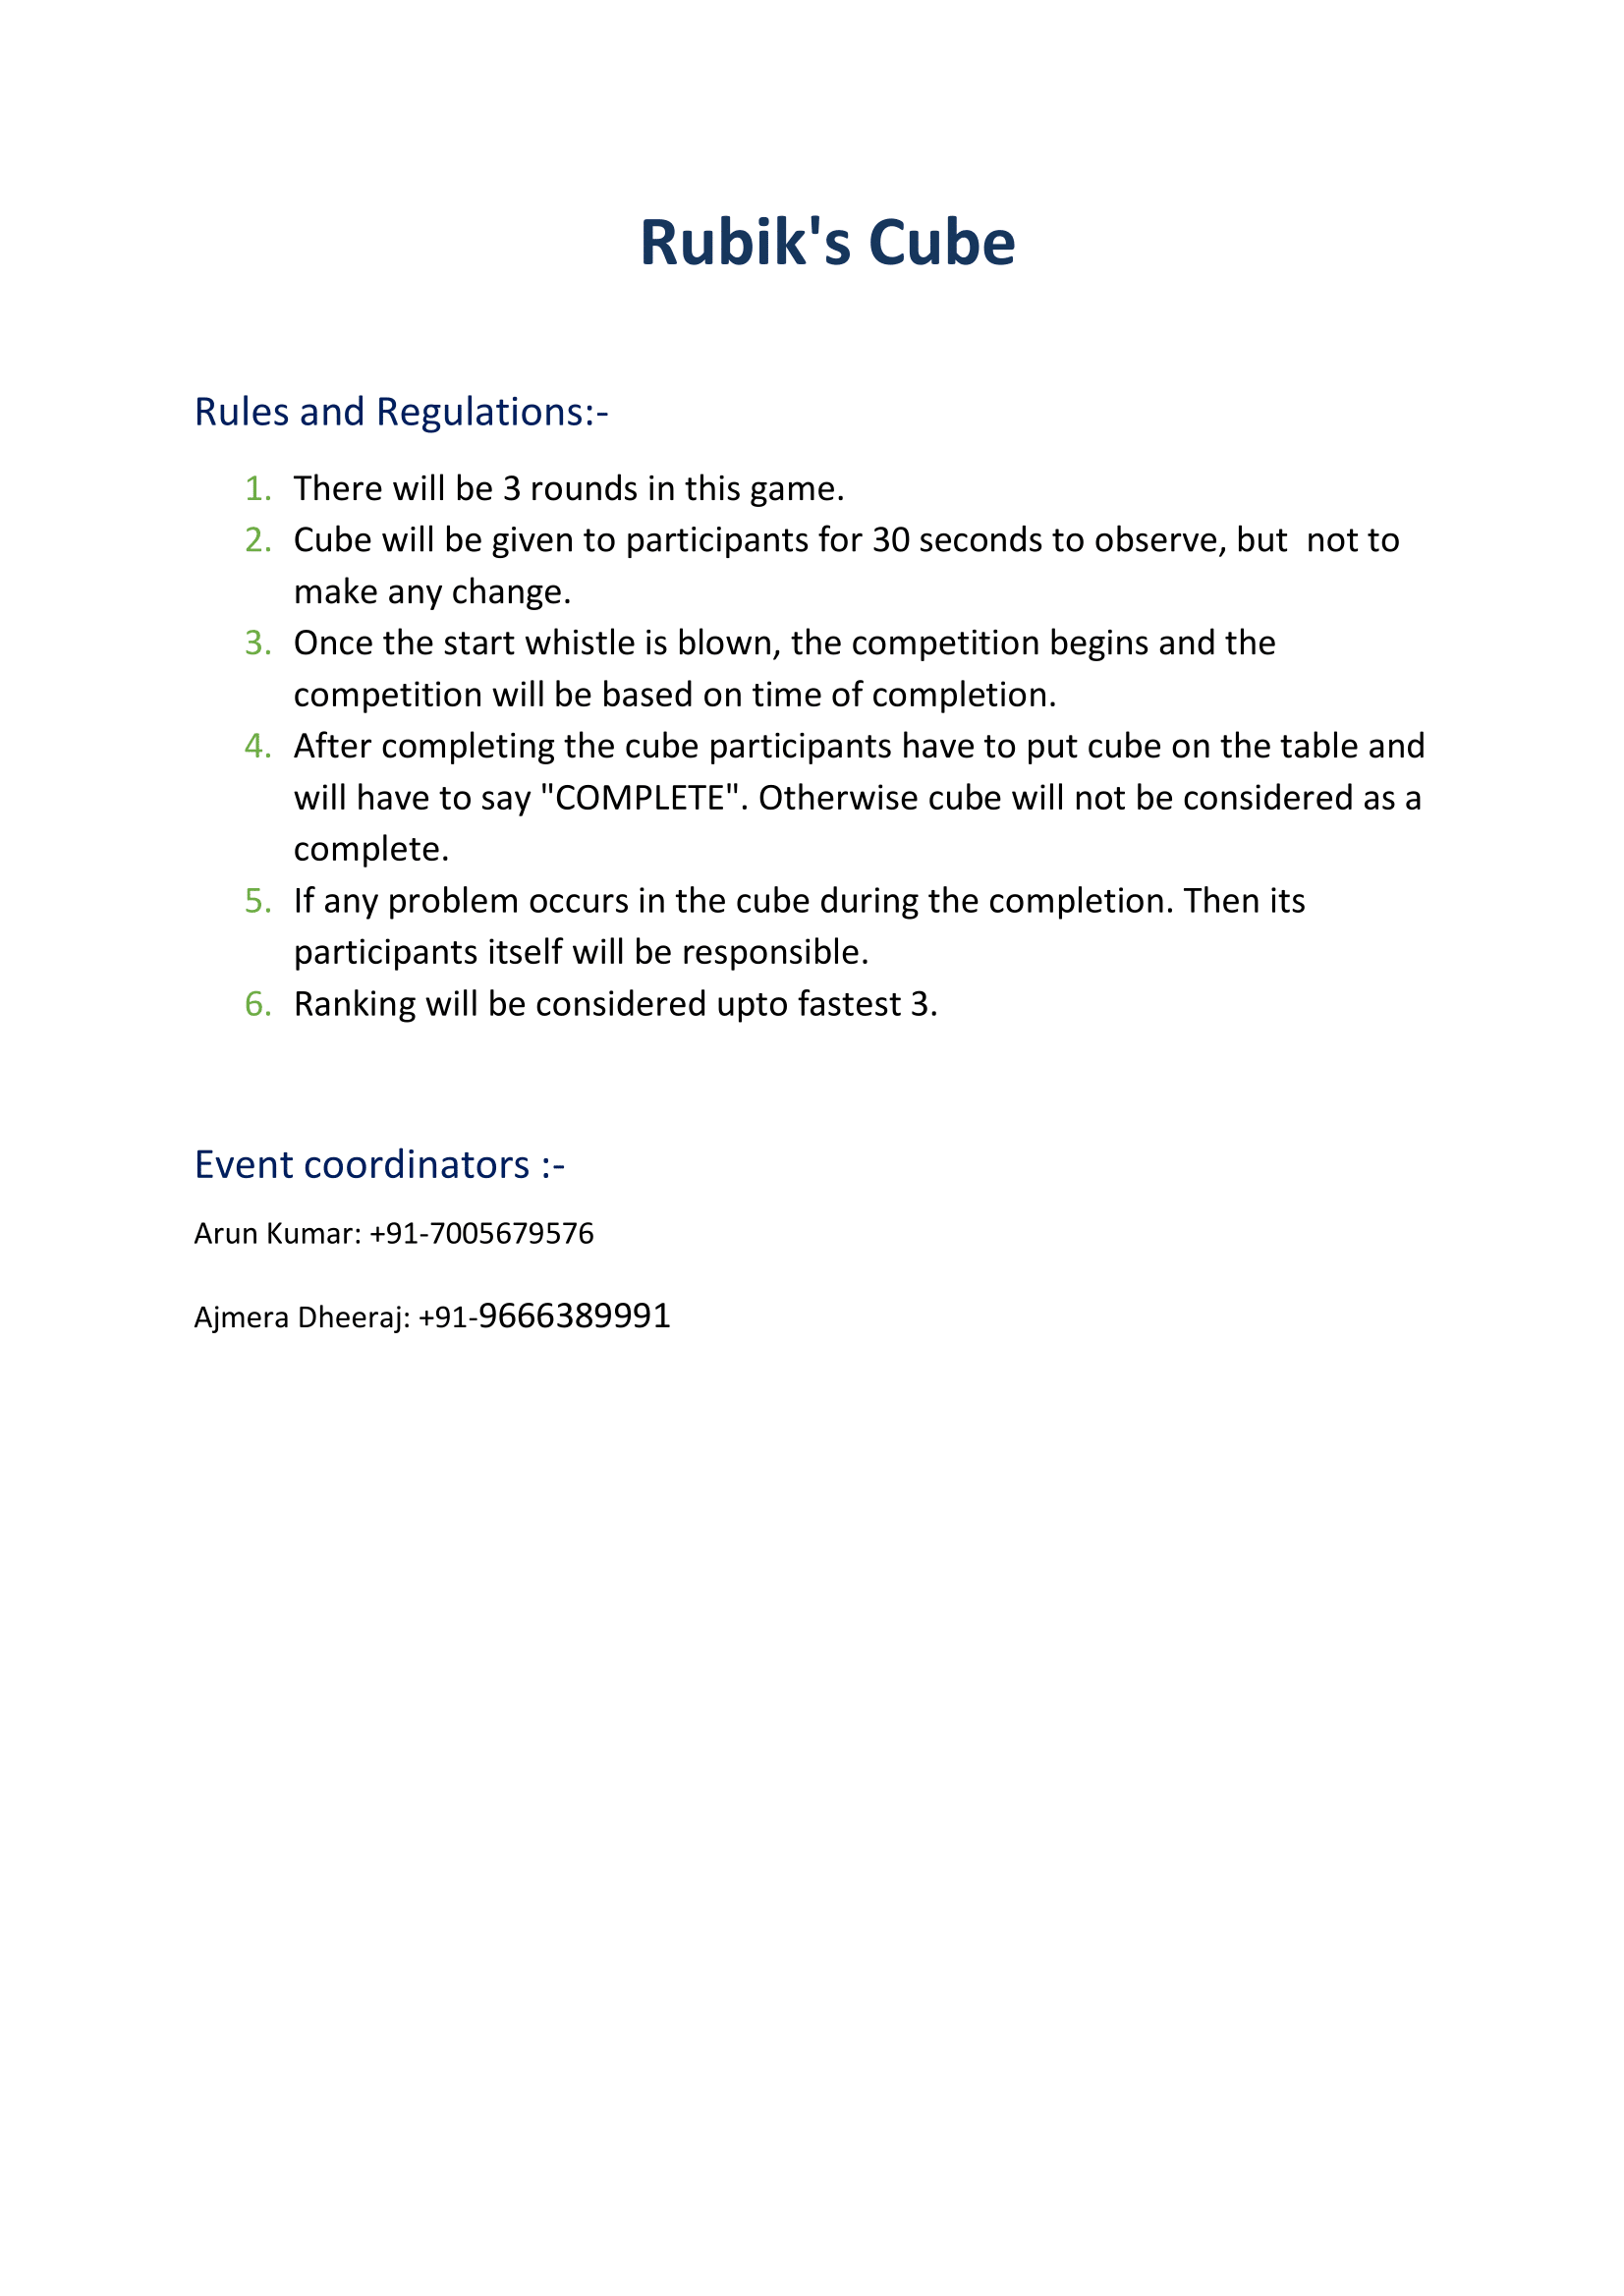 Rubik's Cube
Rules and Regulations:-
1. There will be 3 rounds in this game.
2. Cube will be given to participants for 30 seconds to observe, but  not to
make any change.
3. Once the start whistle is blown, the competition begins and the
competition will be based on time of completion.
4. After completing the cube participants have to put cube on the table and
will have to say "COMPLETE". Otherwise cube will not be considered as a
complete.
5. If any problem occurs in the cube during the completion. Then its
participants itself will be responsible.
6. Ranking will be considered upto fastest 3.
Event coordinators :-
Arun Kumar: +91-7005679576
Ajmera Dheeraj: +91-9666389991